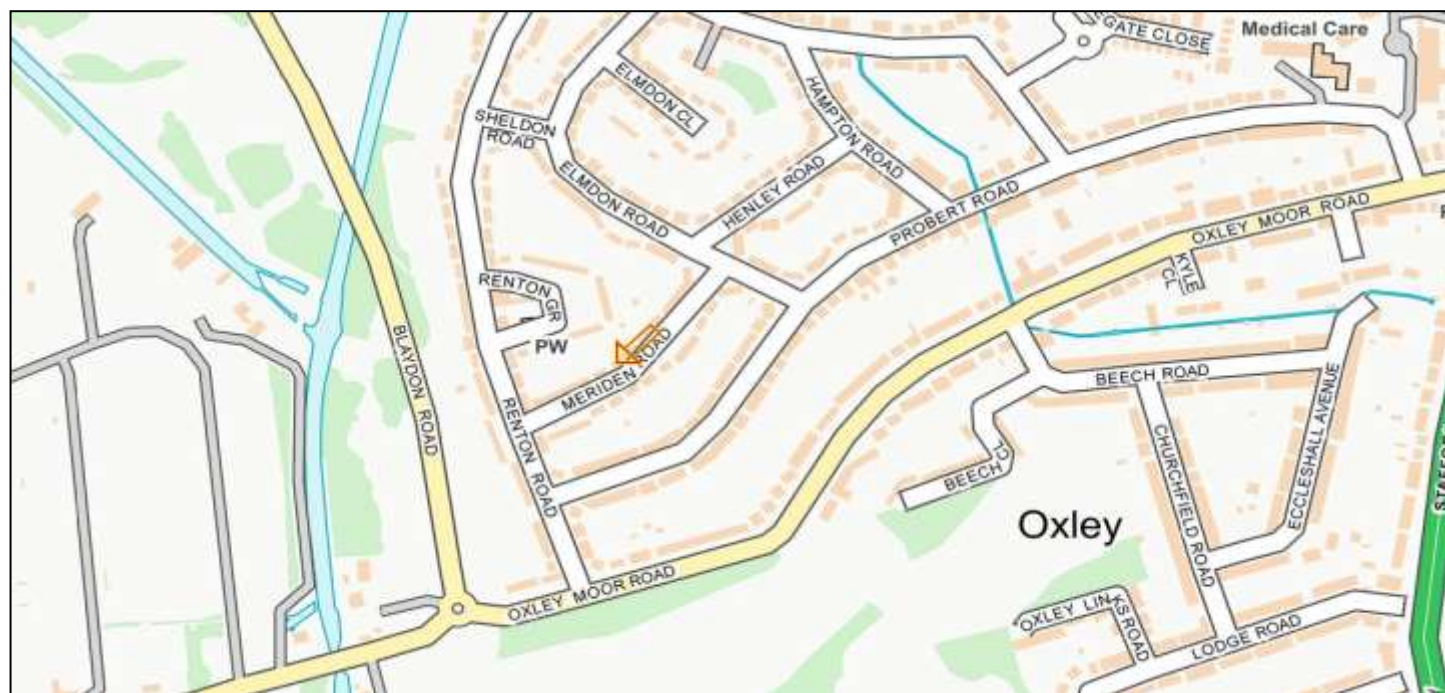 EGATE CLOSE
Medical Care
ELMDON CL
HAMPTON ROAD
SHELDON
ROAD
ELMDON ROAD
HENLEY ROAD
PROBERT ROAD
OXLEY MOOR ROAD
KYLE
CL
RENTON GR
PW
BLAYDON ROAD
MERIDEN ROAD
RENTON ROAD
BEECH ROAD
ECCLESHALL AVENUE
CHURCHFIELD ROAD
BEECH CL
STAFFO
Oxley
OXLEY MOOR ROAD
OXLEY LINKS ROAD
LODGE ROAD